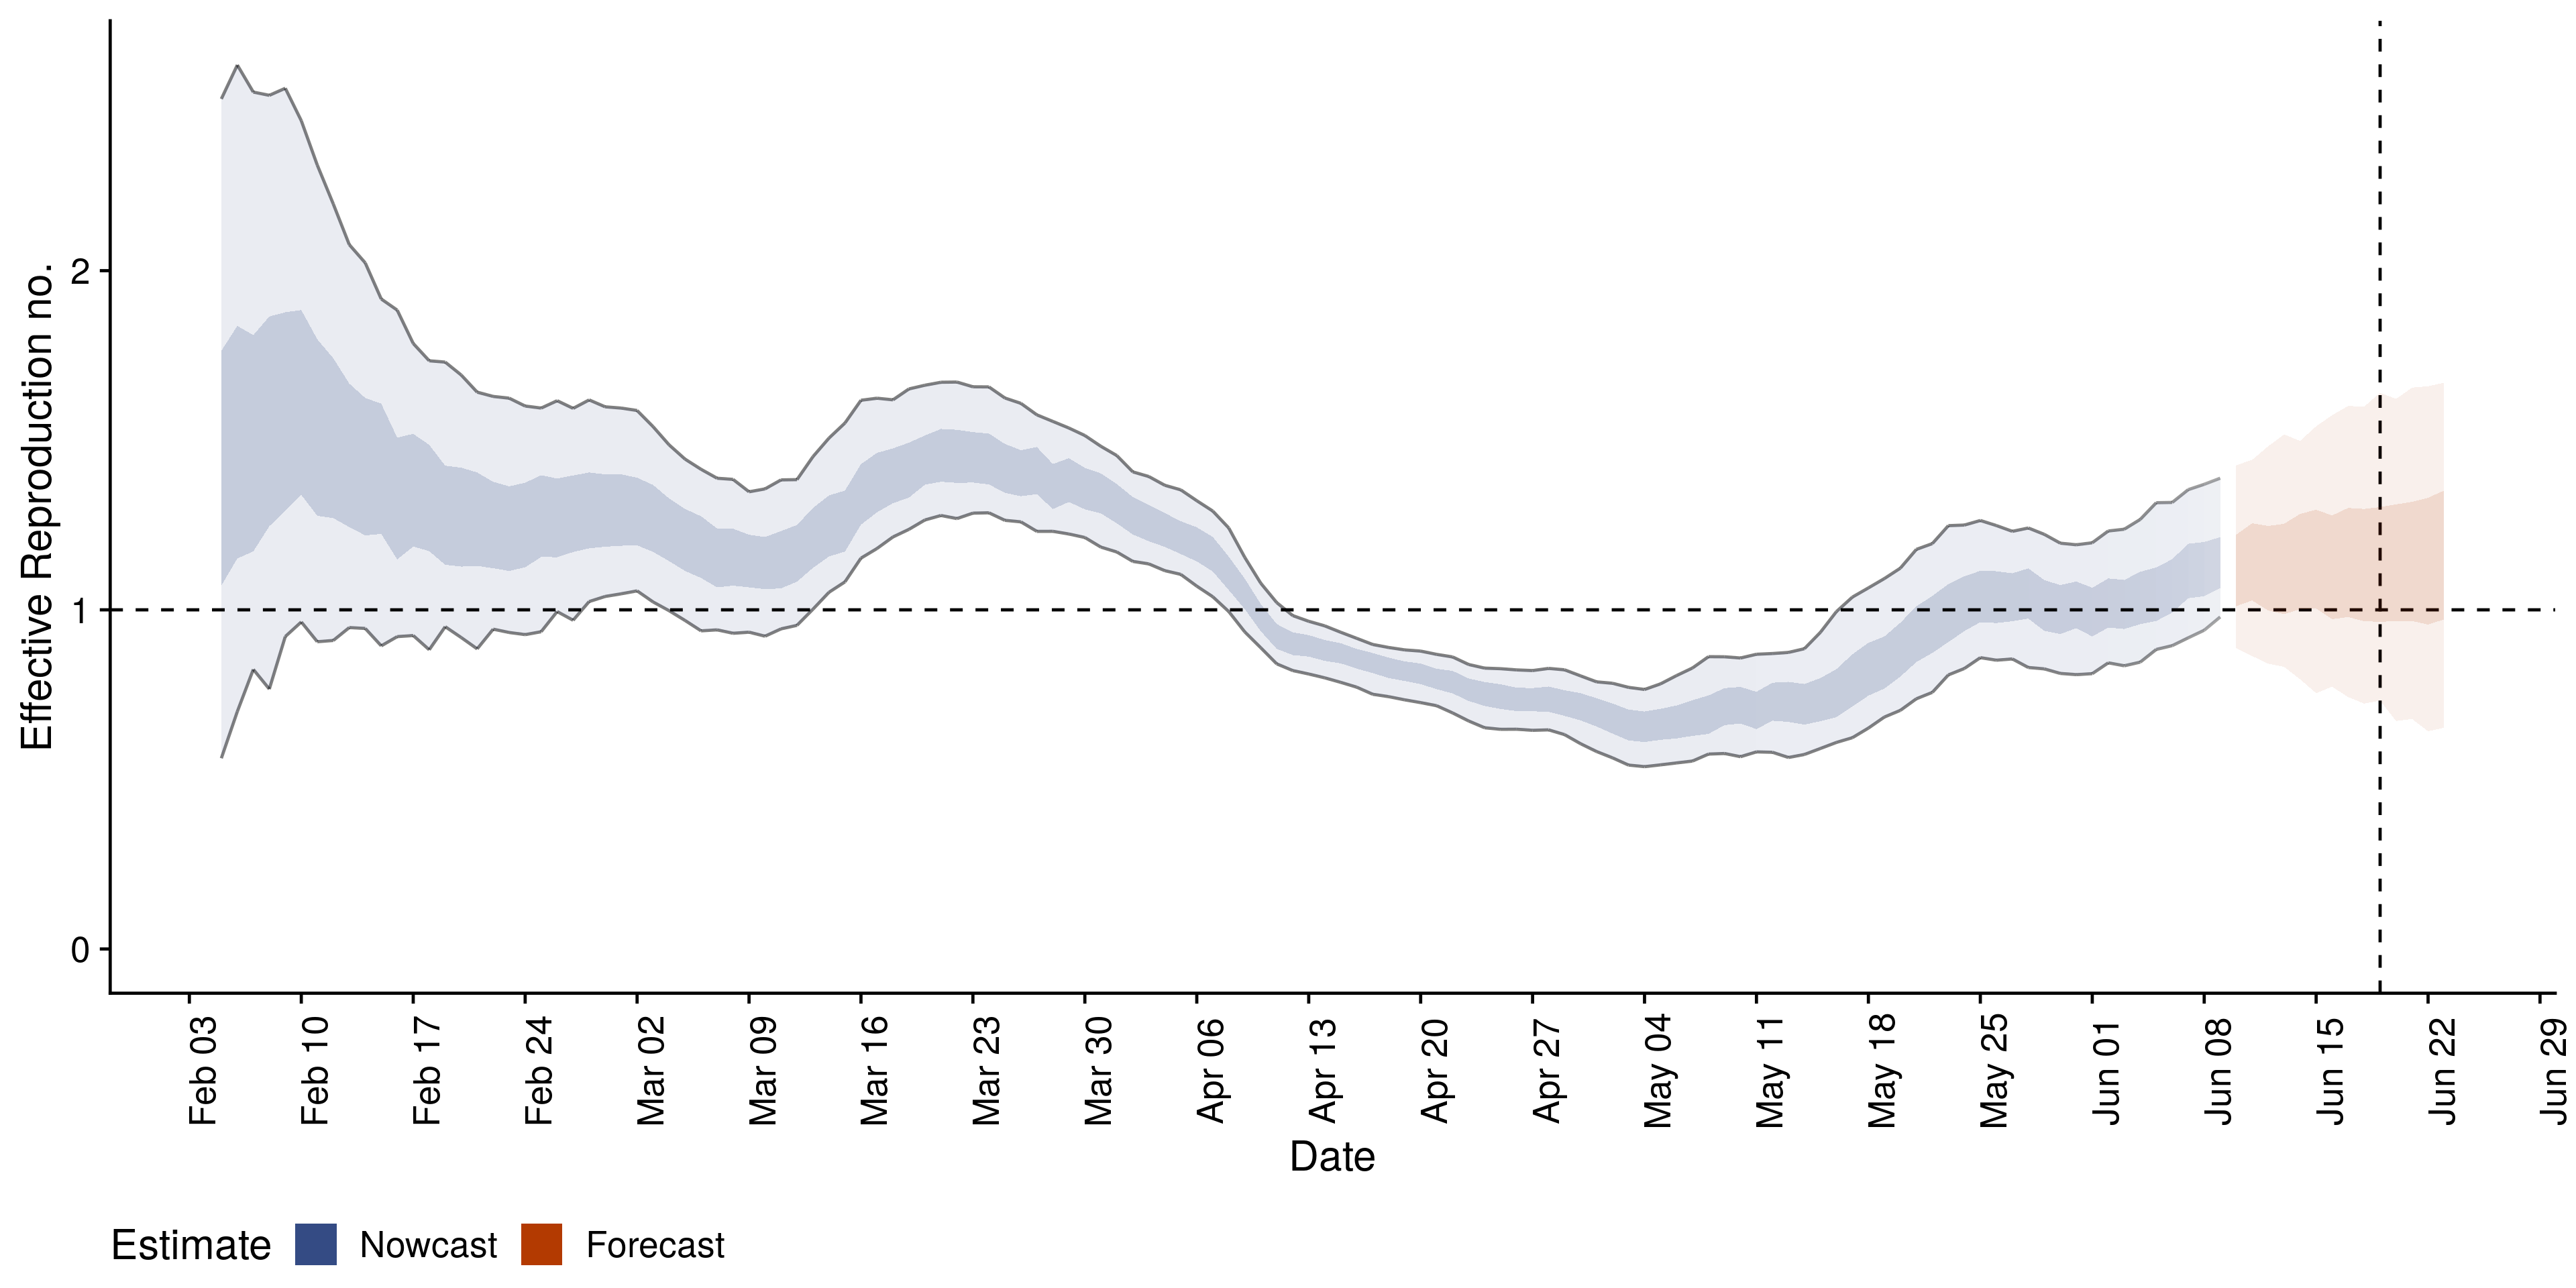 Effective Reproduction no.
2
1
0
Feb 03
Feb 10
Feb 17
Feb 24
Mar 02
Mar 09
Mar 16
Mar 23
Mar 30
Apr 06
Apr 13
Apr 20
Apr 27
May 04
May 11
May 18
May 25
Jun 01
Jun 08
Jun 15
Jun 22
Jun 29
Date
Estimate Nowcast Forecast